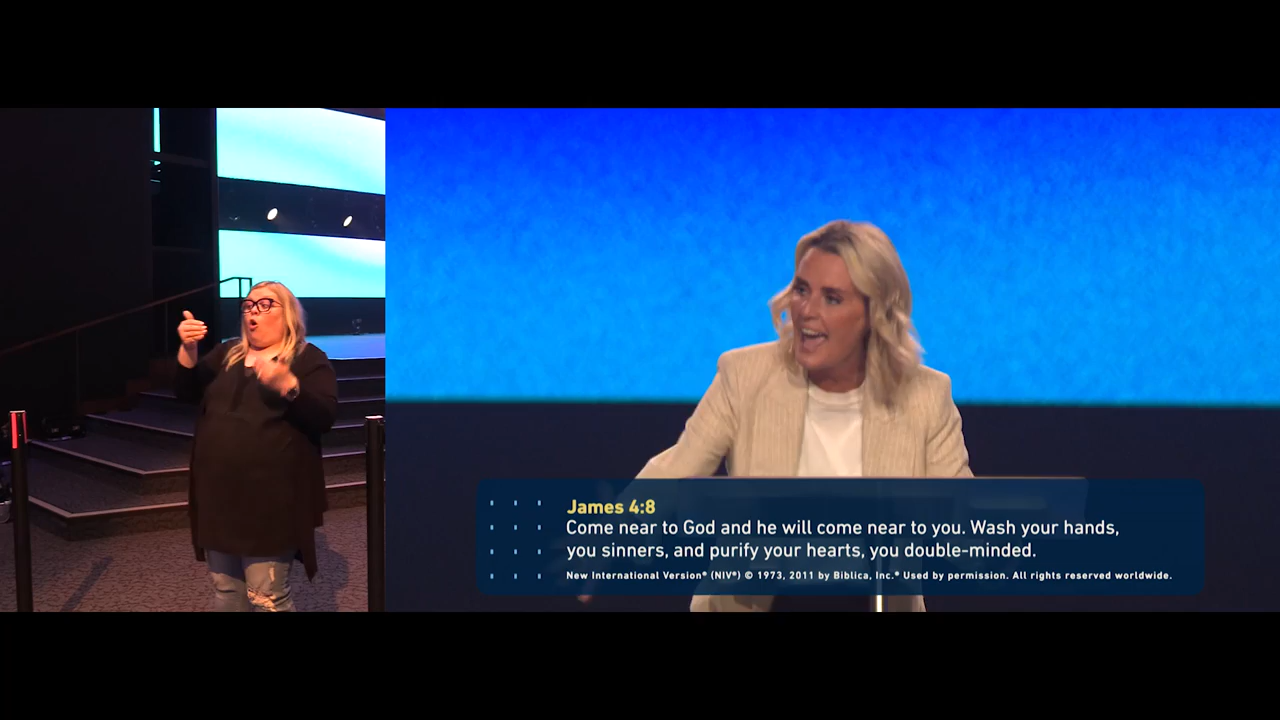 James 4:8
Come near to God and he will come near to you. Wash your hands,
you sinners, and purify your hearts, you double-minded.
New International Version® (NIV®) © 1973, 2011 by Biblica, Inc.® Used by permission. All rights reserved worldwide.